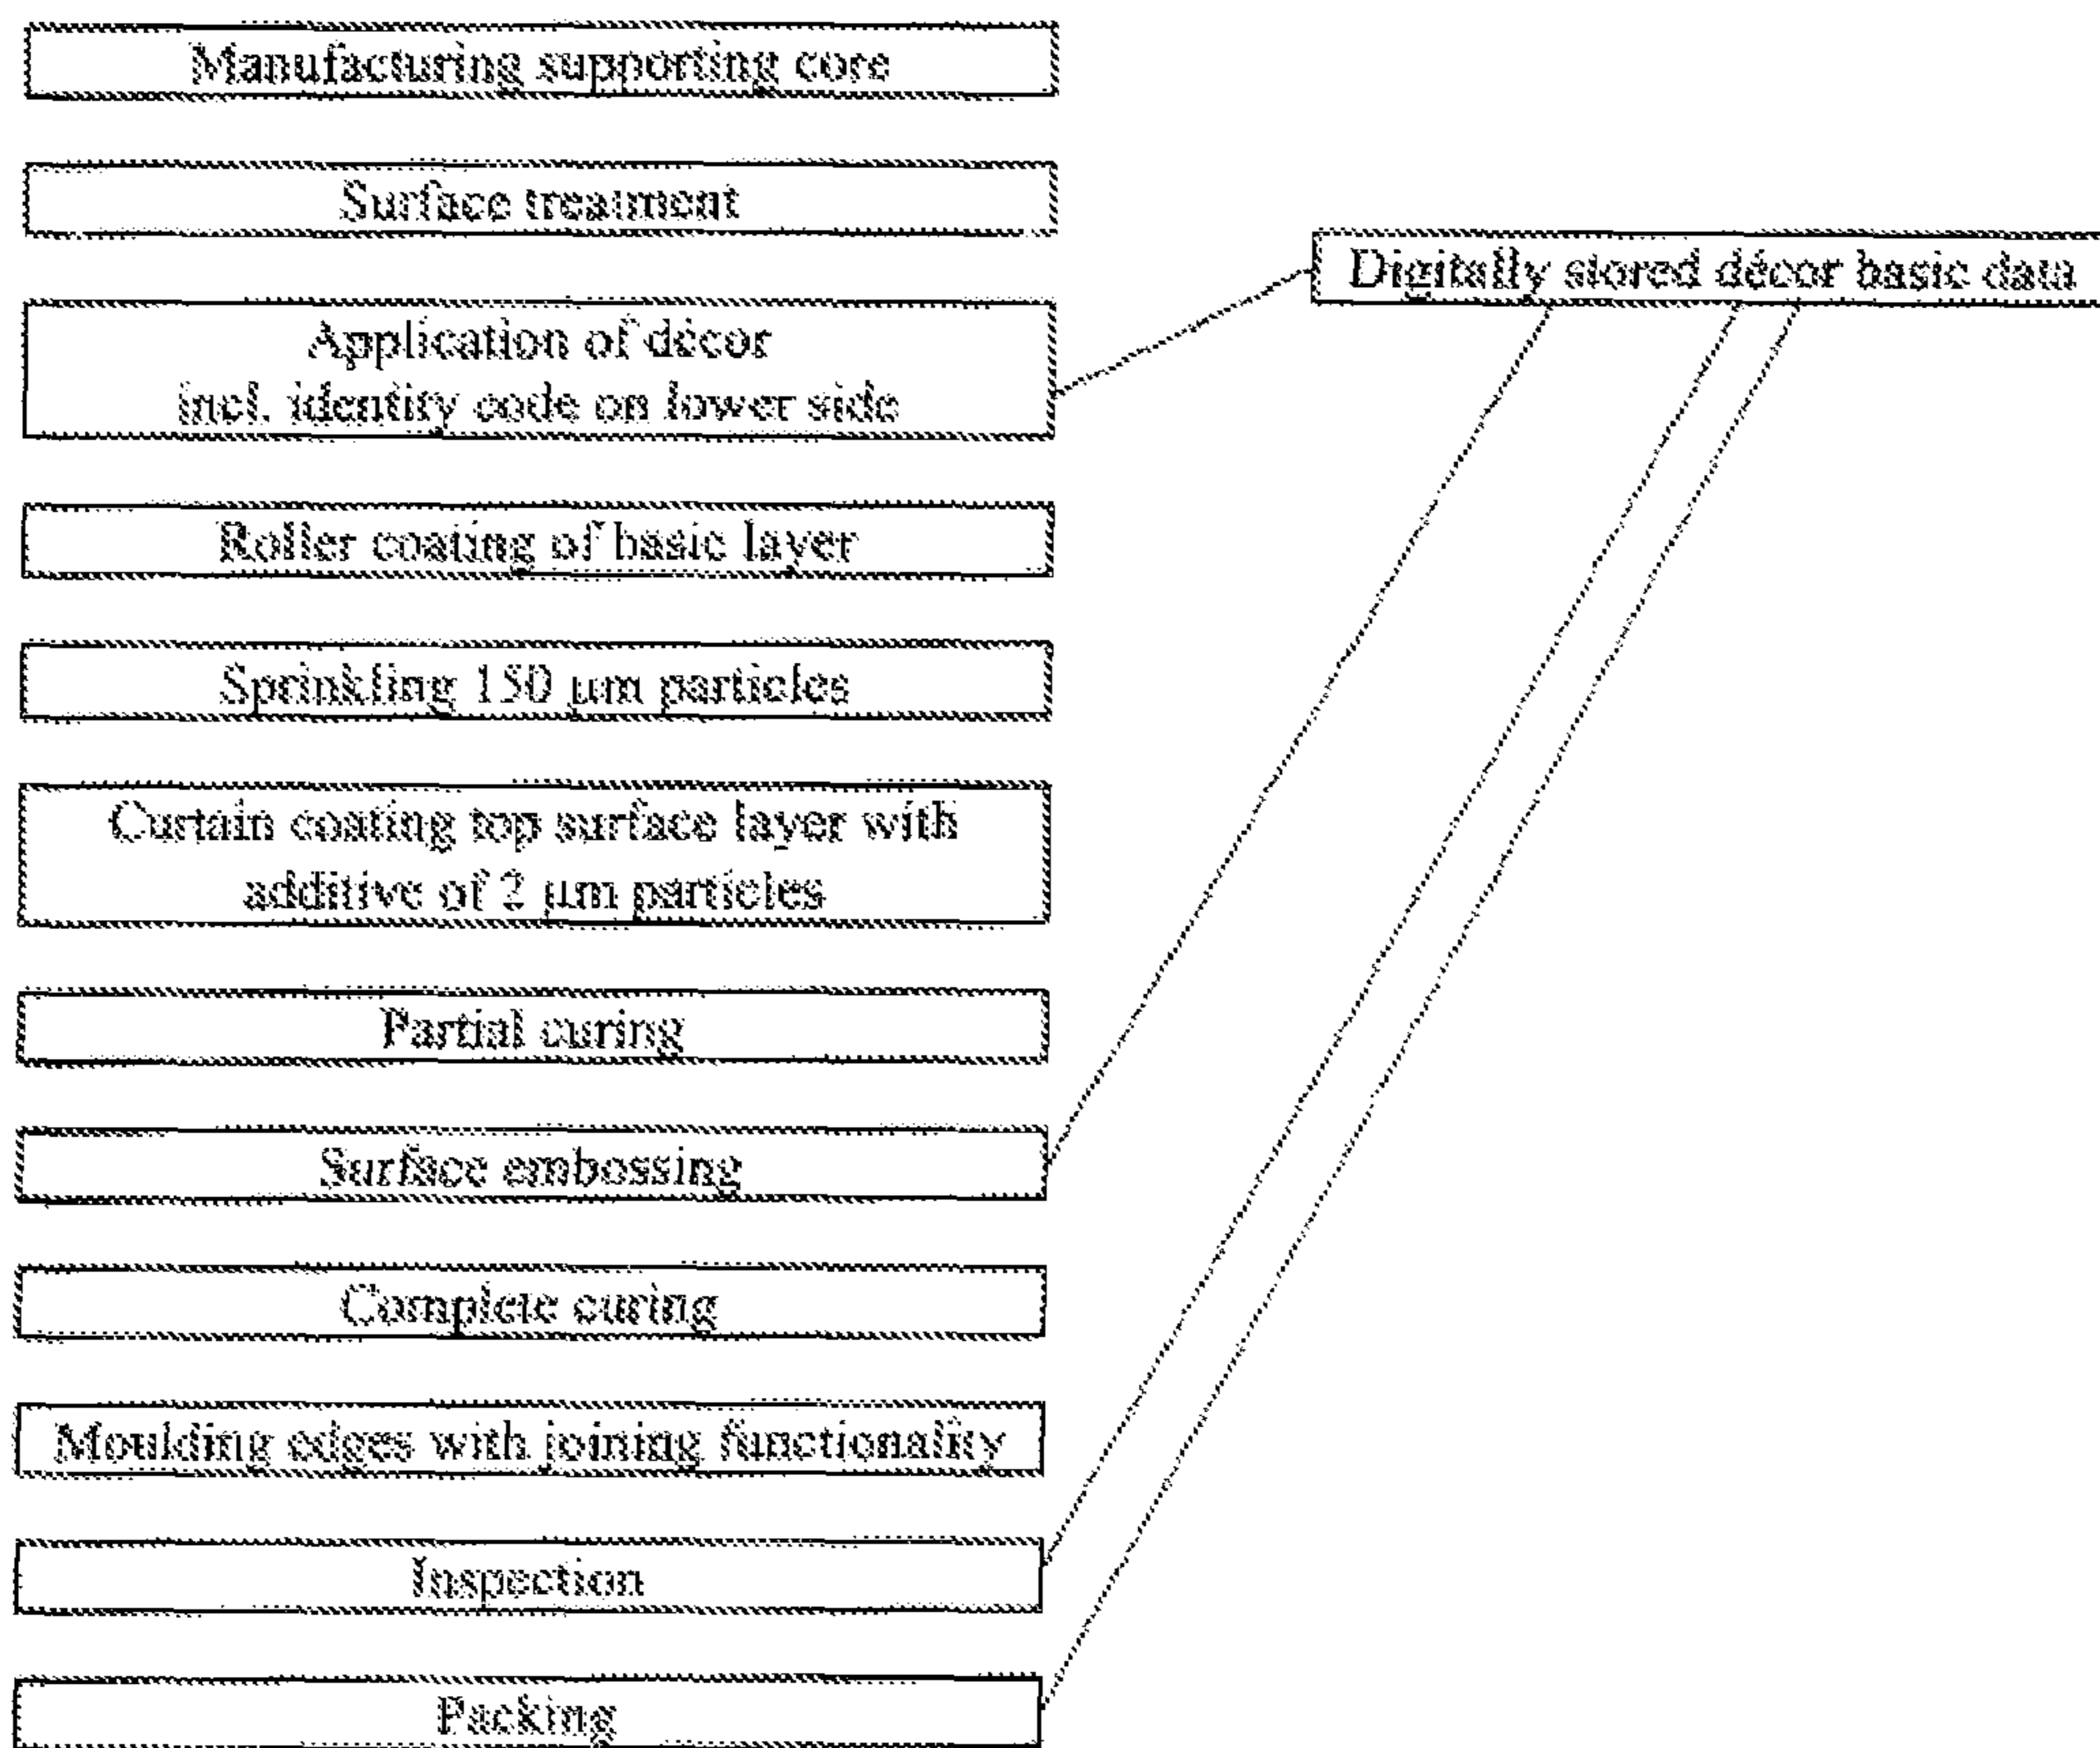 Manufacturing supporting core
Surface treatment
Digitally stored décor basic data
Application of décor
incl. identity code on lower side
Roller coating of basic layer
Sprinkling 150 µm particles
Curtain coating top surface layer with
additive of 2 µm particles
Partial curing
Surface embossing
Complete curing
Moulding edges with joining functionality
Inspection
Packing